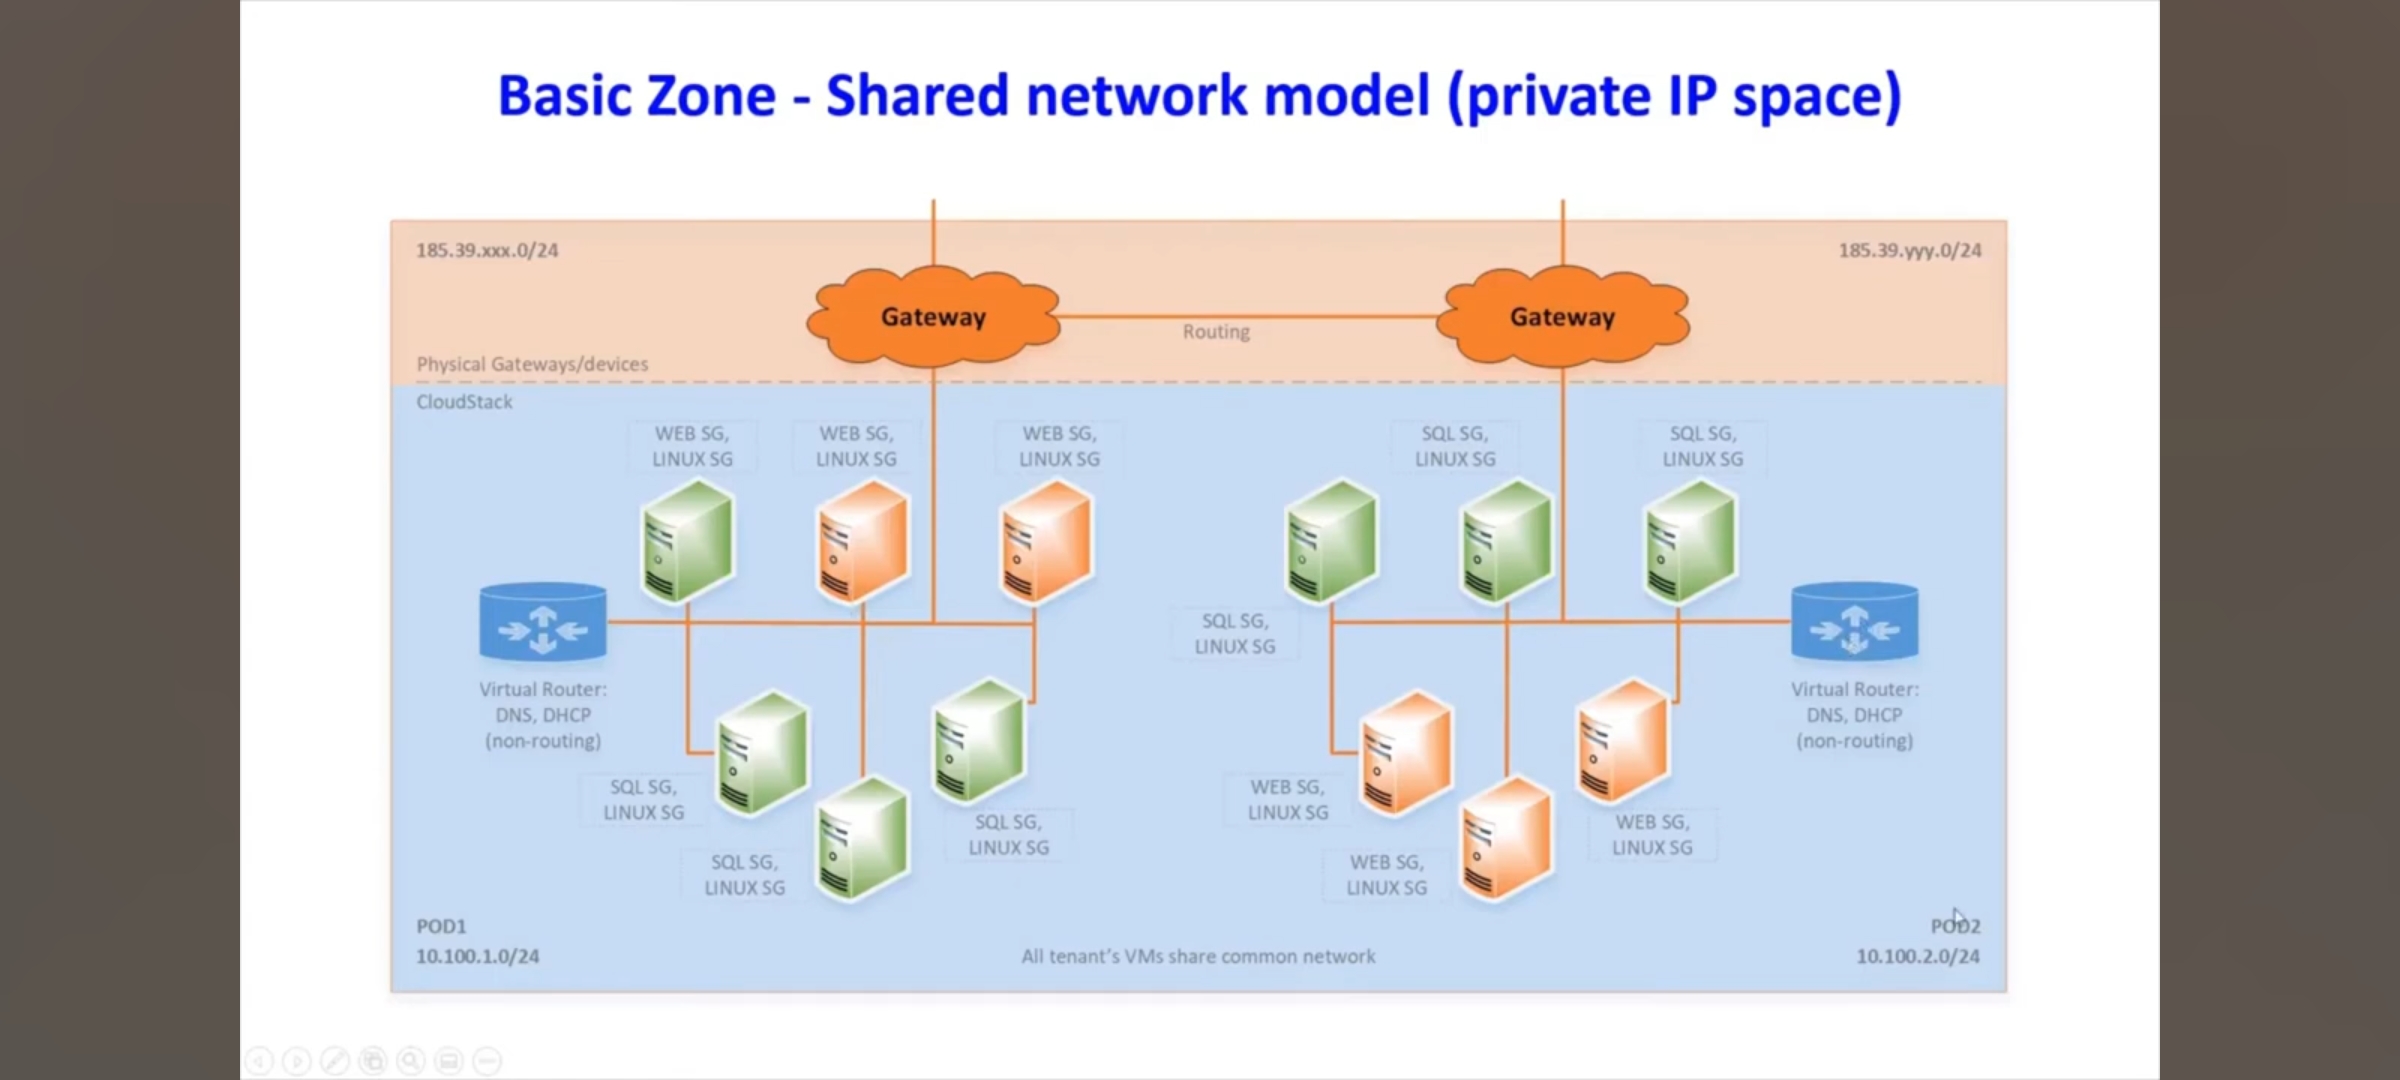 Basic Zone - Shared network model (private IP space)
185.39.xxx.0/24
185.39.yyy.0/24
Gateway
Gateway
Routing
Physical Gateways/devices
CloudStack
WEB SG,
LINUX SG
WEB SG,
LINUX SG
WEB SG,
LINUX SG
SQL SG,
LINUX SG
SQL SG,
LINUX SG
SQL SG,
LINUX SG
Virtual Router:
DNS, DHCP
(non-routing)
Virtual Router:
DNS, DHCP
(non-routing)
SQL SG,
LINUX SG
SQL SG,
LINUX SG
SQL SG,
LINUX SG
WEB SG,
LINUX SG
WEB SG,
LINUX SG
WEB SG,
LINUX SG
POD1
10.100.1.0/24
All tenant's VMs share common network
POD2
10.100.2.0/24